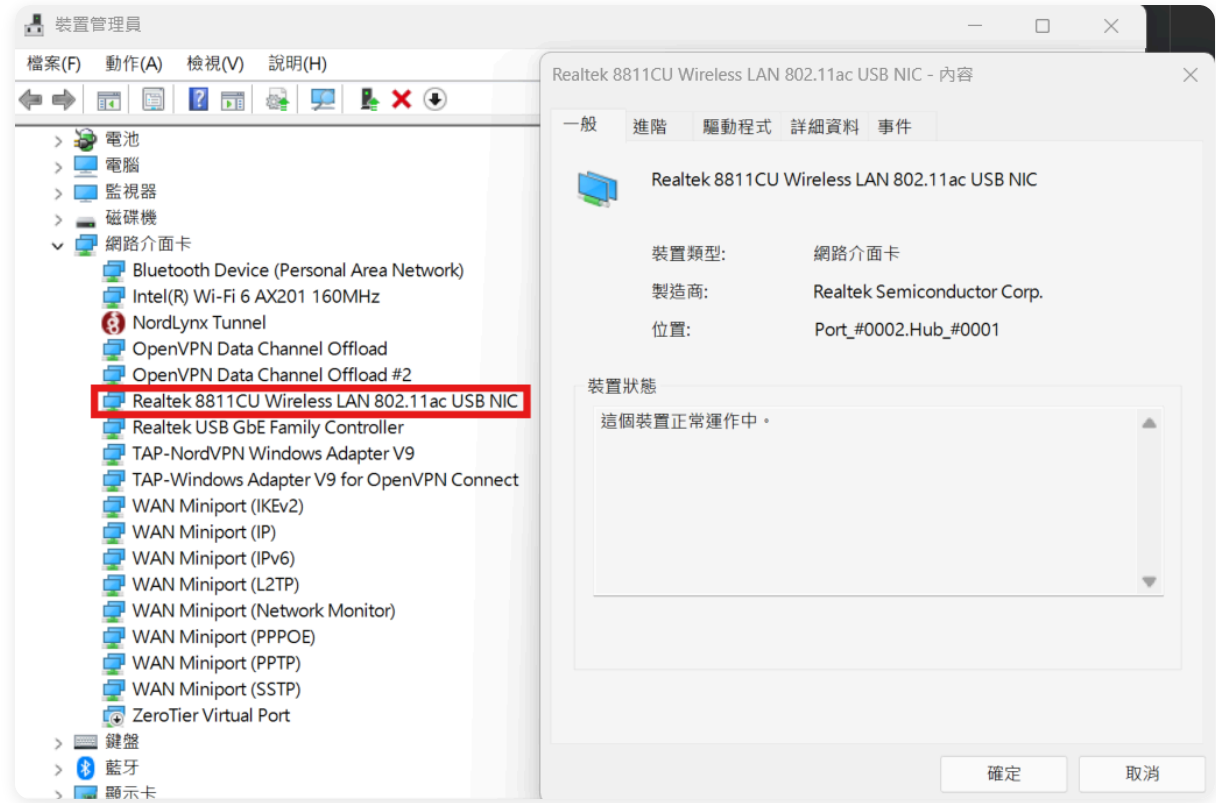 裝置管理員
檔案(F) 動作(A) 檢視(V) 說明(H)
電池
電腦
監視器
磁碟機
網路介面卡
Bluetooth Device (Personal Area Network)
Intel(R) Wi-Fi 6 AX201 160MHz
NordLynx Tunnel
OpenVPN Data Channel Offload
OpenVPN Data Channel Offload #2
Realtek 8811CU Wireless LAN 802.11ac USB NIC
Realtek USB GbE Family Controller
TAP-NordVPN Windows Adapter V9
TAP-Windows Adapter V9 for OpenVPN Connect
WAN Miniport (IKEv2)
WAN Miniport (IP)
WAN Miniport (IPv6)
WAN Miniport (L2TP)
WAN Miniport (Network Monitor)
WAN Miniport (PPPOE)
WAN Miniport (PPTP)
WAN Miniport (SSTP)
ZeroTier Virtual Port
鍵盤
藍牙
顯示卡
Realtek 8811CU Wireless LAN 802.11ac USB NIC - 內容
一般 進階 驅動程式 詳細資料 事件
Realtek 8811CU Wireless LAN 802.11ac USB NIC
裝置類型: 網路介面卡
製造商: Realtek Semiconductor Corp.
位置: Port_#0002.Hub_#0001
裝置狀態
這個裝置正常運作中。
確定 取消